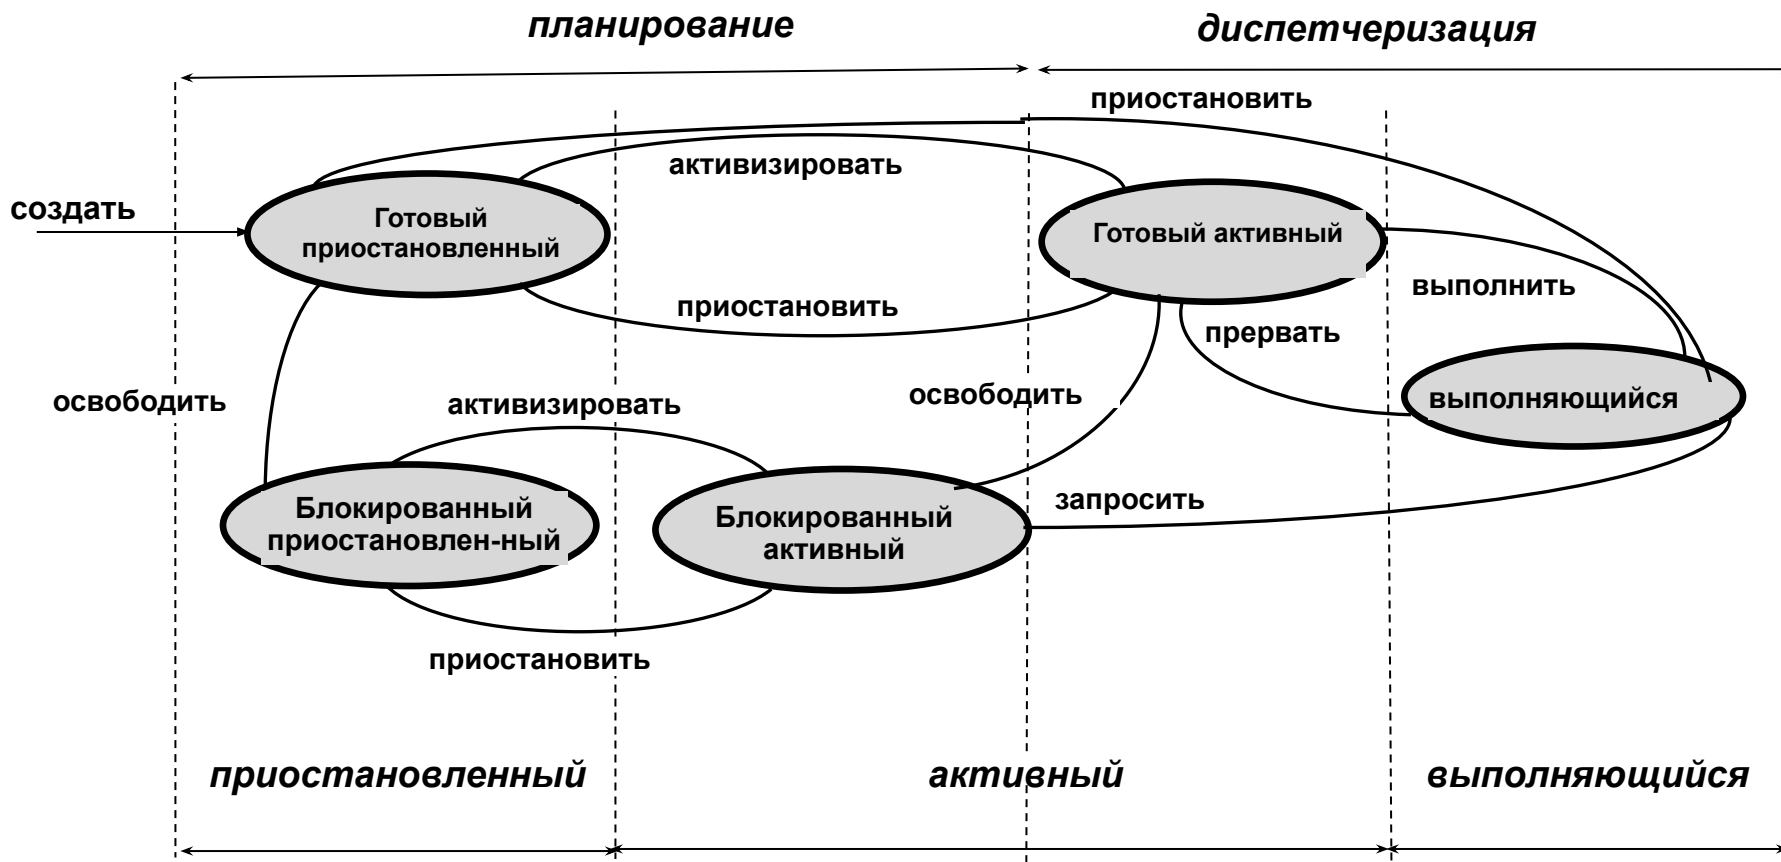 планирование
диспетчеризация
приостановить
активизировать
создать
Готовый
приостановленный
Готовый активный
выполнить
приостановить
прервать
освободить
активизировать
освободить
выполняющийся
запросить
Блокированный
приостановлен-ный
Блокированный
активный
приостановить
приостановленный
активный
выполняющийся